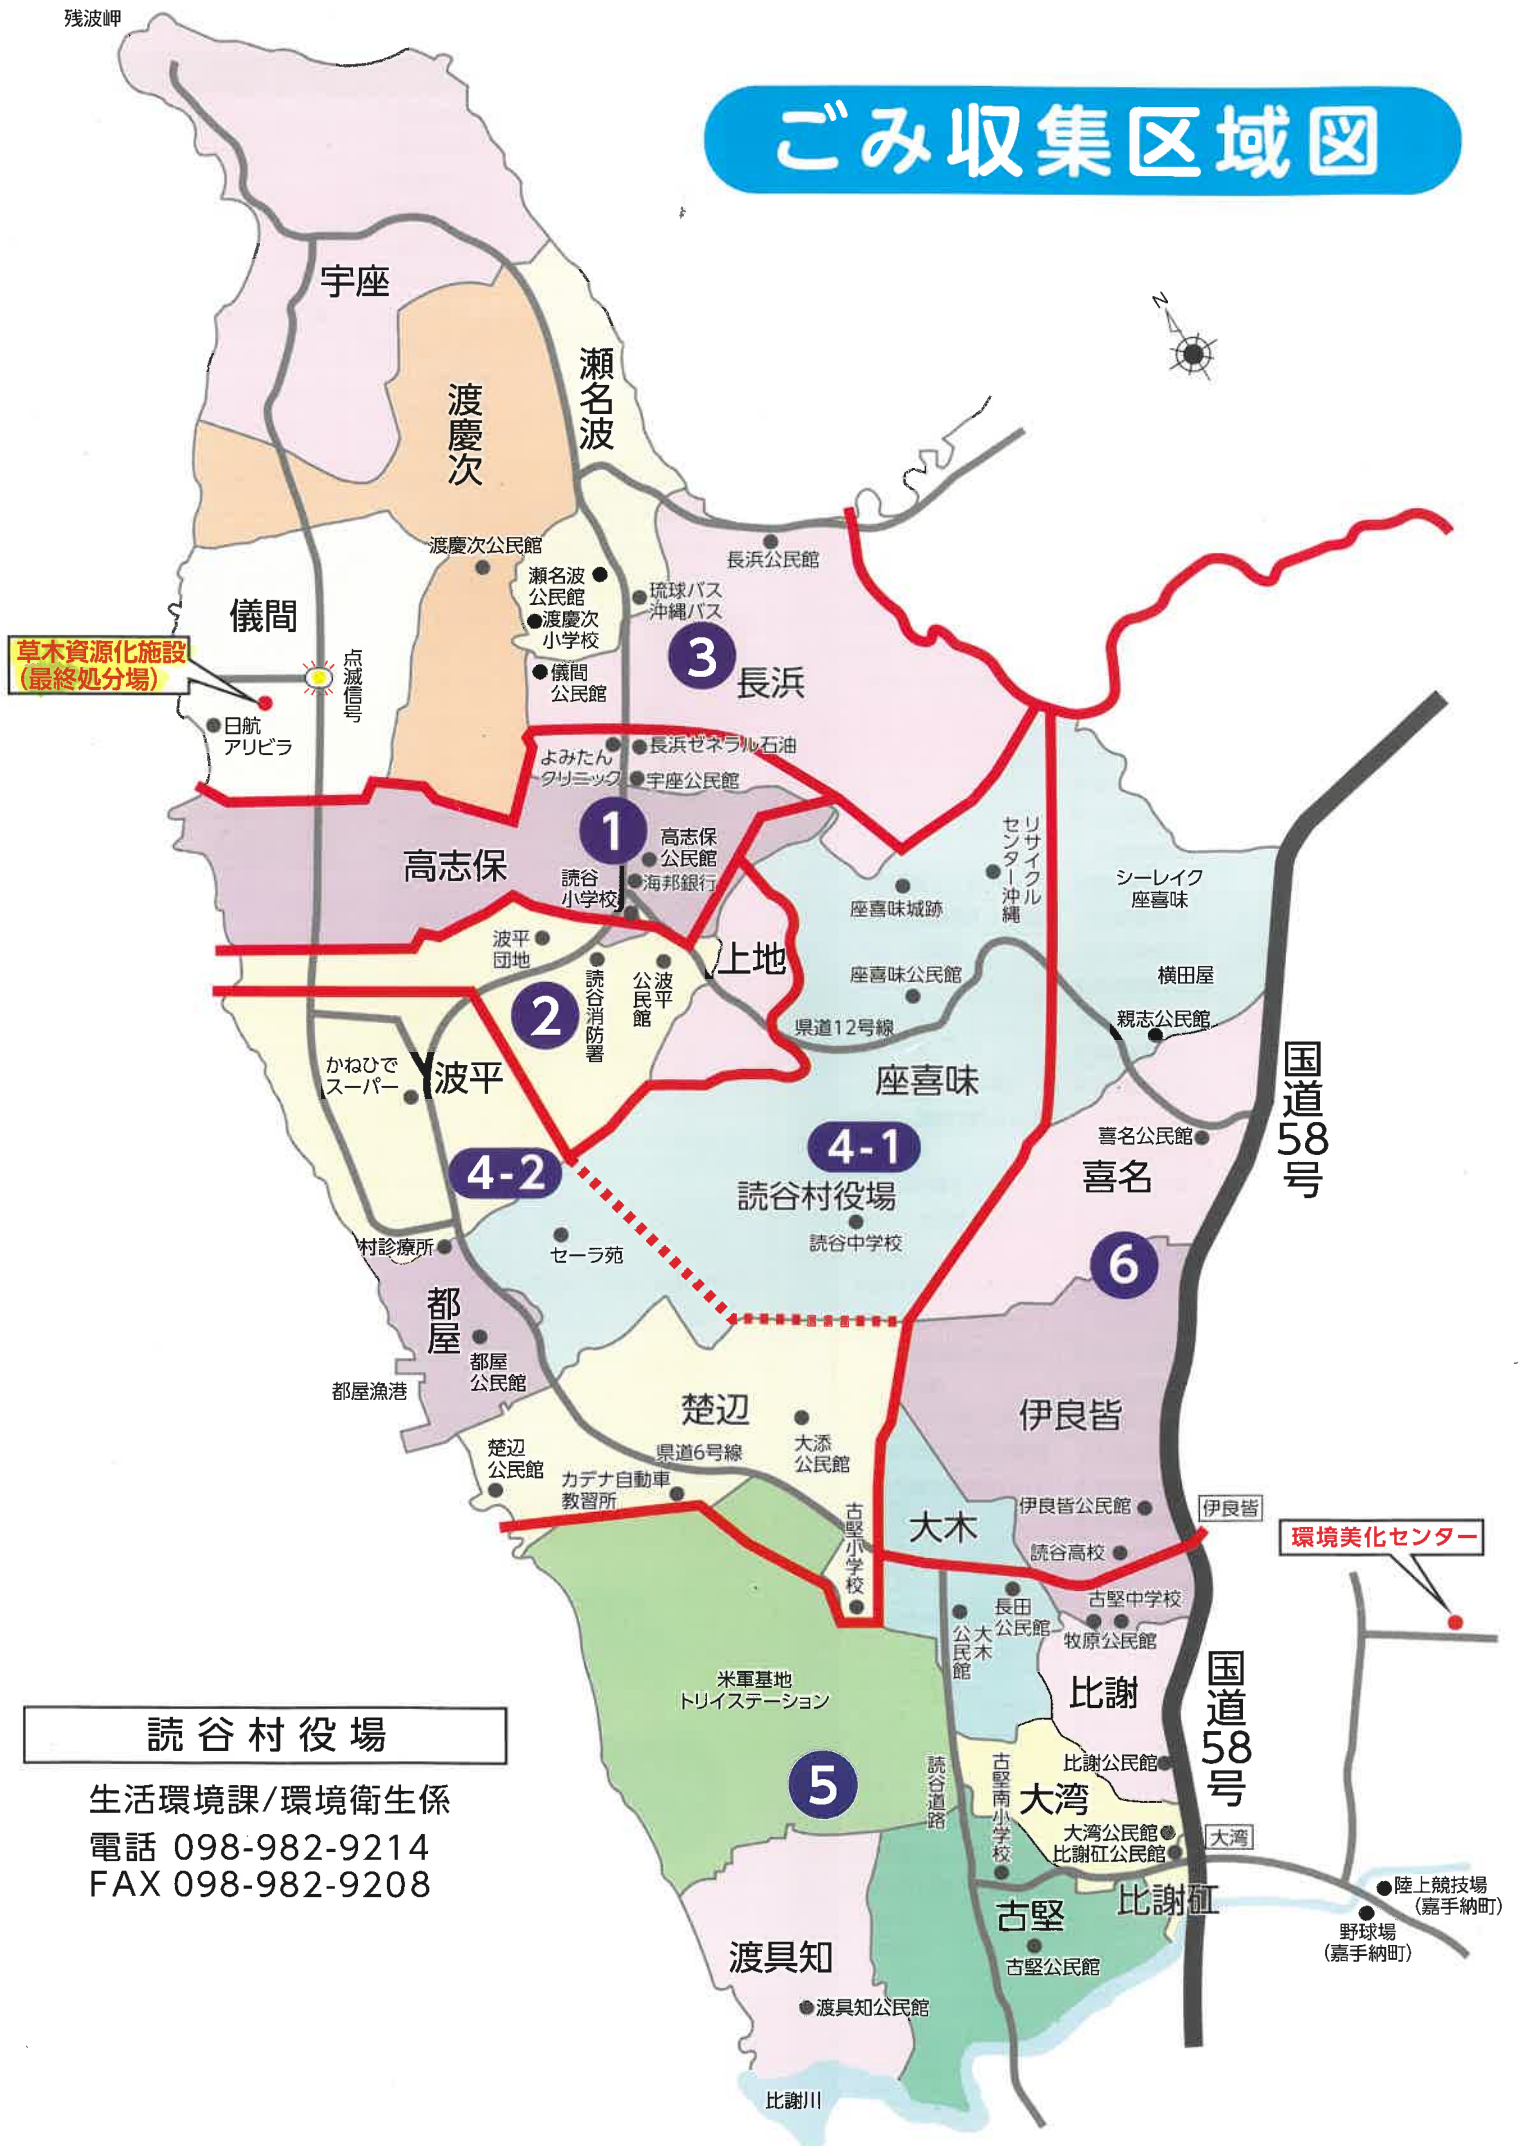 残波岬
ごみ収集区域図
N
宇座
瀬名波
渡慶次
渡慶次公民館
長浜公民館
瀬名波
公民館
琉球バス
沖縄バス
渡慶次
小学校
儀間
3
長浜
草木資源化施設
(最終処分場)
点滅信号
儀間
公民館
日航
アリビラ
よみたん
クリニック
長浜ゼネラル石油
宇座公民館
1
高志保
公民館
高志保
読谷
小学校
海邦銀行
リサイクル
センター沖縄
座喜味城跡
シーレイク
座喜味
波平
団地
上地
座喜味公民館
横田屋
読谷消防署
波平
公民館
2
県道12号線
親志公民館
かねひで
スーパー
波平
座喜味
国道58号
4-2
4-1
喜名公民館
喜名
読谷村役場
読谷中学校
セーラ苑
村診療所
6
都屋
都屋
公民館
都屋漁港
楚辺
伊良皆
楚辺
公民館
県道6号線
大添
公民館
カデナ自動車
教習所
古堅小学校
大木
伊良皆公民館
伊良皆
読谷高校
環境美化センター
長田
公民館
大木
公民館
古堅中学校
牧原公民館
米軍基地
トリイステーション
比謝
国道58号
読谷村役場
生活環境課/環境衛生係
電話 098-982-9214
FAX 098-982-9208
5
読谷道路
古堅南小学校
比謝公民館
大湾
大湾公民館
比謝矼公民館
大湾
比謝矼
古堅
古堅公民館
陸上競技場
(嘉手納町)
野球場
(嘉手納町)
渡具知
渡具知公民館
比謝川